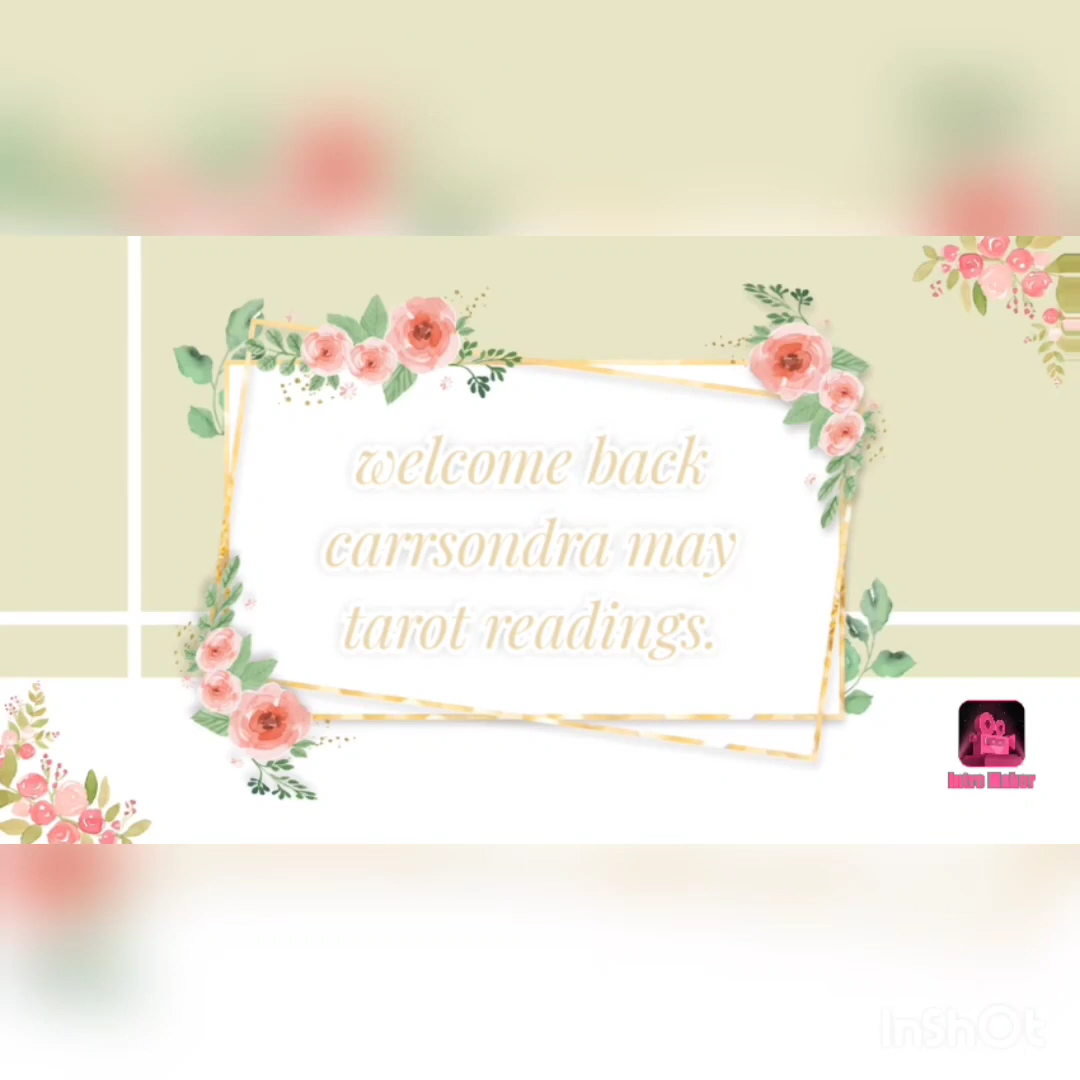 welcome back
carrsondra may
tarot readings.
Intro Maker
InShOt